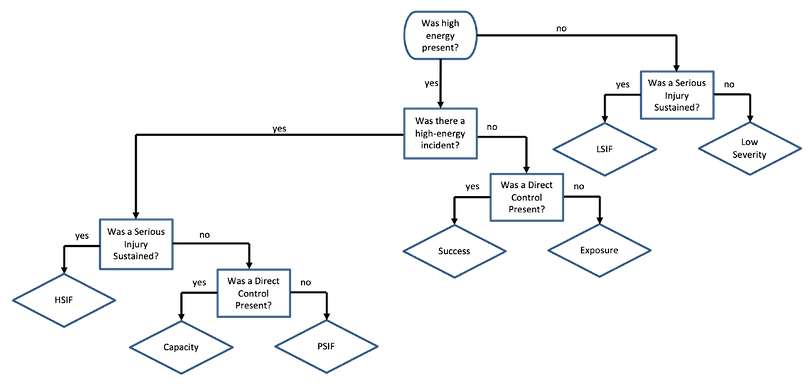 Was high
energy
present?
no
yes
Was a Serious
Injury
Sustained?
yes
no
LSIF
Low
Severity
Was there a
high-energy
incident?
yes
no
Was a Direct
Control
Present?
yes
no
Success
Exposure
Was a Serious
Injury
Sustained?
yes
no
HSIF
Was a Direct
Control
Present?
yes
no
Capacity
PSIF